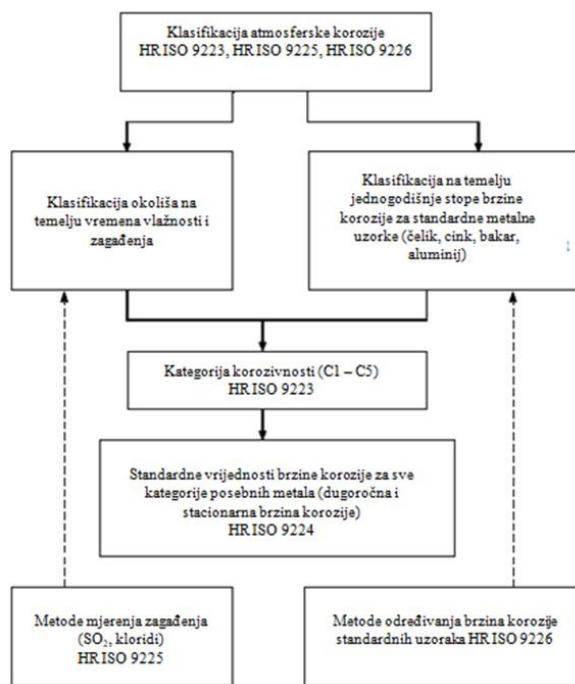 Klasifikacija atmosferske korozije
HR ISO 9223, HR ISO 9225, HR ISO 9226
Klasifikacija okoliša na
temelju vremena vlažnosti i
zagađenja
Klasifikacija na temelju
jednogodišnje stope brzine
korozije za standardne metalne
uzorke (čelik, cink, bakar,
aluminij)
Kategorija korozivnosti (C1 – C5)
HR ISO 9223
Standardne vrijednosti brzine korozije za sve
kategorije posebnih metala (dugoročna i
stacionarna brzina korozije)
HR ISO 9224
Metode mjerenja zagađenja
(SO₂, kloridi)
HR ISO 9225
Metode određivanja brzina korozije
standardnih uzoraka HR ISO 9226